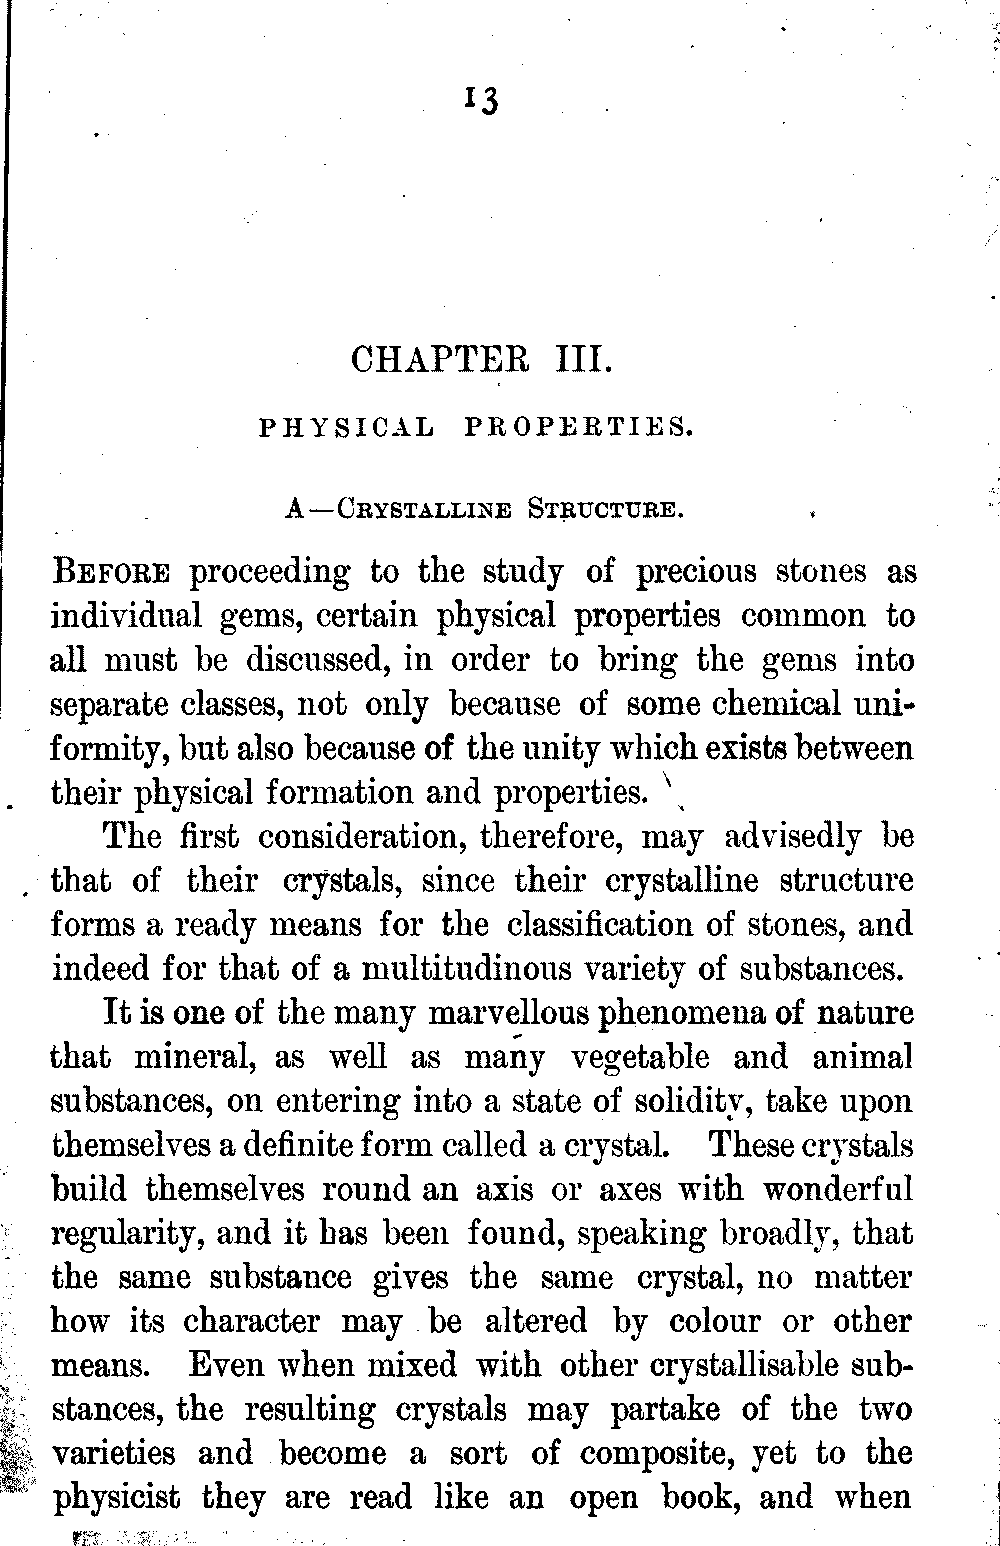 13
CHAPTER III.
PHYSICAL PROPERTIES.
A—CRYSTALLINE STRUCTURE.
BEFORE proceeding to the study of precious stones as
individual gems, certain physical properties common to
all must be discussed, in order to bring the gems into
separate classes, not only because of some chemical uni-
formity, but also because of the unity which exists between
their physical formation and properties.
The first consideration, therefore, may advisedly be
that of their crystals, since their crystalline structure
forms a ready means for the classification of stones, and
indeed for that of a multitudinous variety of substances.
It is one of the many marvellous phenomena of nature
that mineral, as well as many vegetable and animal
substances, on entering into a state of solidity, take upon
themselves a definite form called a crystal. These crystals
build themselves round an axis or axes with wonderful
regularity, and it has been found, speaking broadly, that
the same substance gives the same crystal, no matter
how its character may be altered by colour or other
means. Even when mixed with other crystallisable sub-
stances, the resulting crystals may partake of the two
varieties and become a sort of composite, yet to the
physicist they are read like an open book, and when